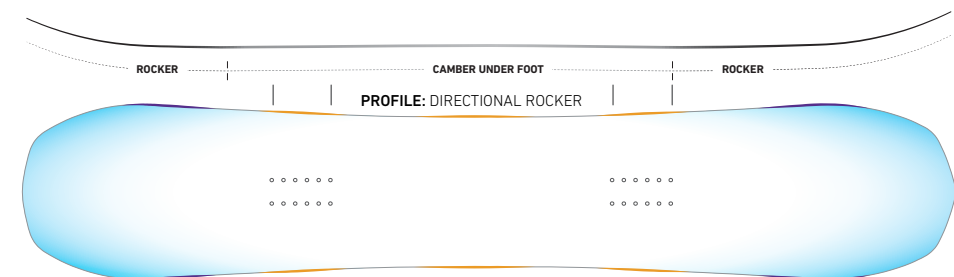 ROCKER CAMBER UNDER FOOT ROCKER
PROFILE: DIRECTIONAL ROCKER